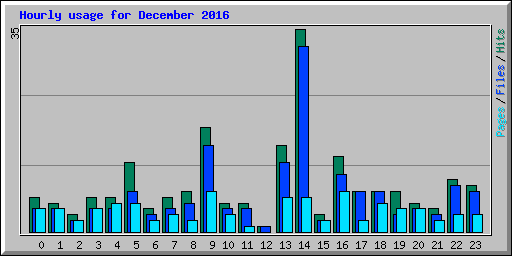 Hourly usage for December 2016
35
Pages/Files/Hits
0 1 2 3 4 5 6 7 8 9 10 11 12 13 14 15 16 17 18 19 20 21 22 23